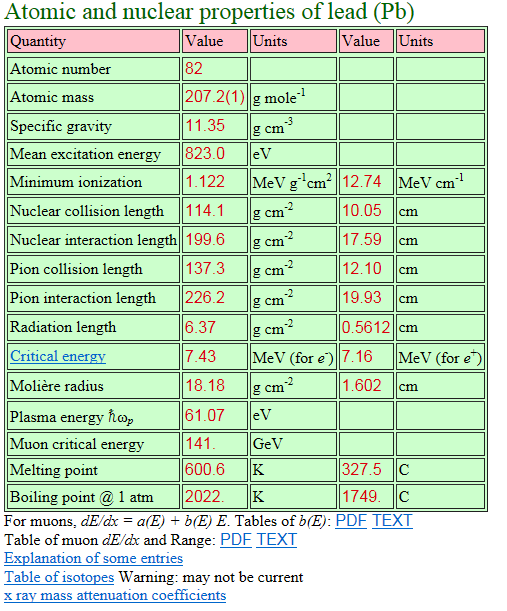 Atomic and nuclear properties of lead (Pb)
Quantity Value Units Value Units
Atomic number 82
Atomic mass 207.2(1) g mole⁻¹
Specific gravity 11.35 g cm⁻³
Mean excitation energy 823.0 eV
Minimum ionization 1.122 MeV g⁻¹cm² 12.74 MeV cm⁻¹
Nuclear collision length 114.1 g cm⁻² 10.05 cm
Nuclear interaction length 199.6 g cm⁻² 17.59 cm
Pion collision length 137.3 g cm⁻² 12.10 cm
Pion interaction length 226.2 g cm⁻² 19.93 cm
Radiation length 6.37 g cm⁻² 0.5612 cm
Critical energy 7.43 MeV (for e⁻) 7.16 MeV (for e⁺)
Molière radius 18.18 g cm⁻² 1.602 cm
Plasma energy ℏωₚ 61.07 eV
Muon critical energy 141. GeV
Melting point 600.6 K 327.5 C
Boiling point @ 1 atm 2022. K 1749. C
For muons, dE/dx = a(E) + b(E) E. Tables of b(E): PDF TEXT
Table of muon dE/dx and Range: PDF TEXT
Explanation of some entries
Table of isotopes Warning: may not be current
x ray mass attenuation coefficients